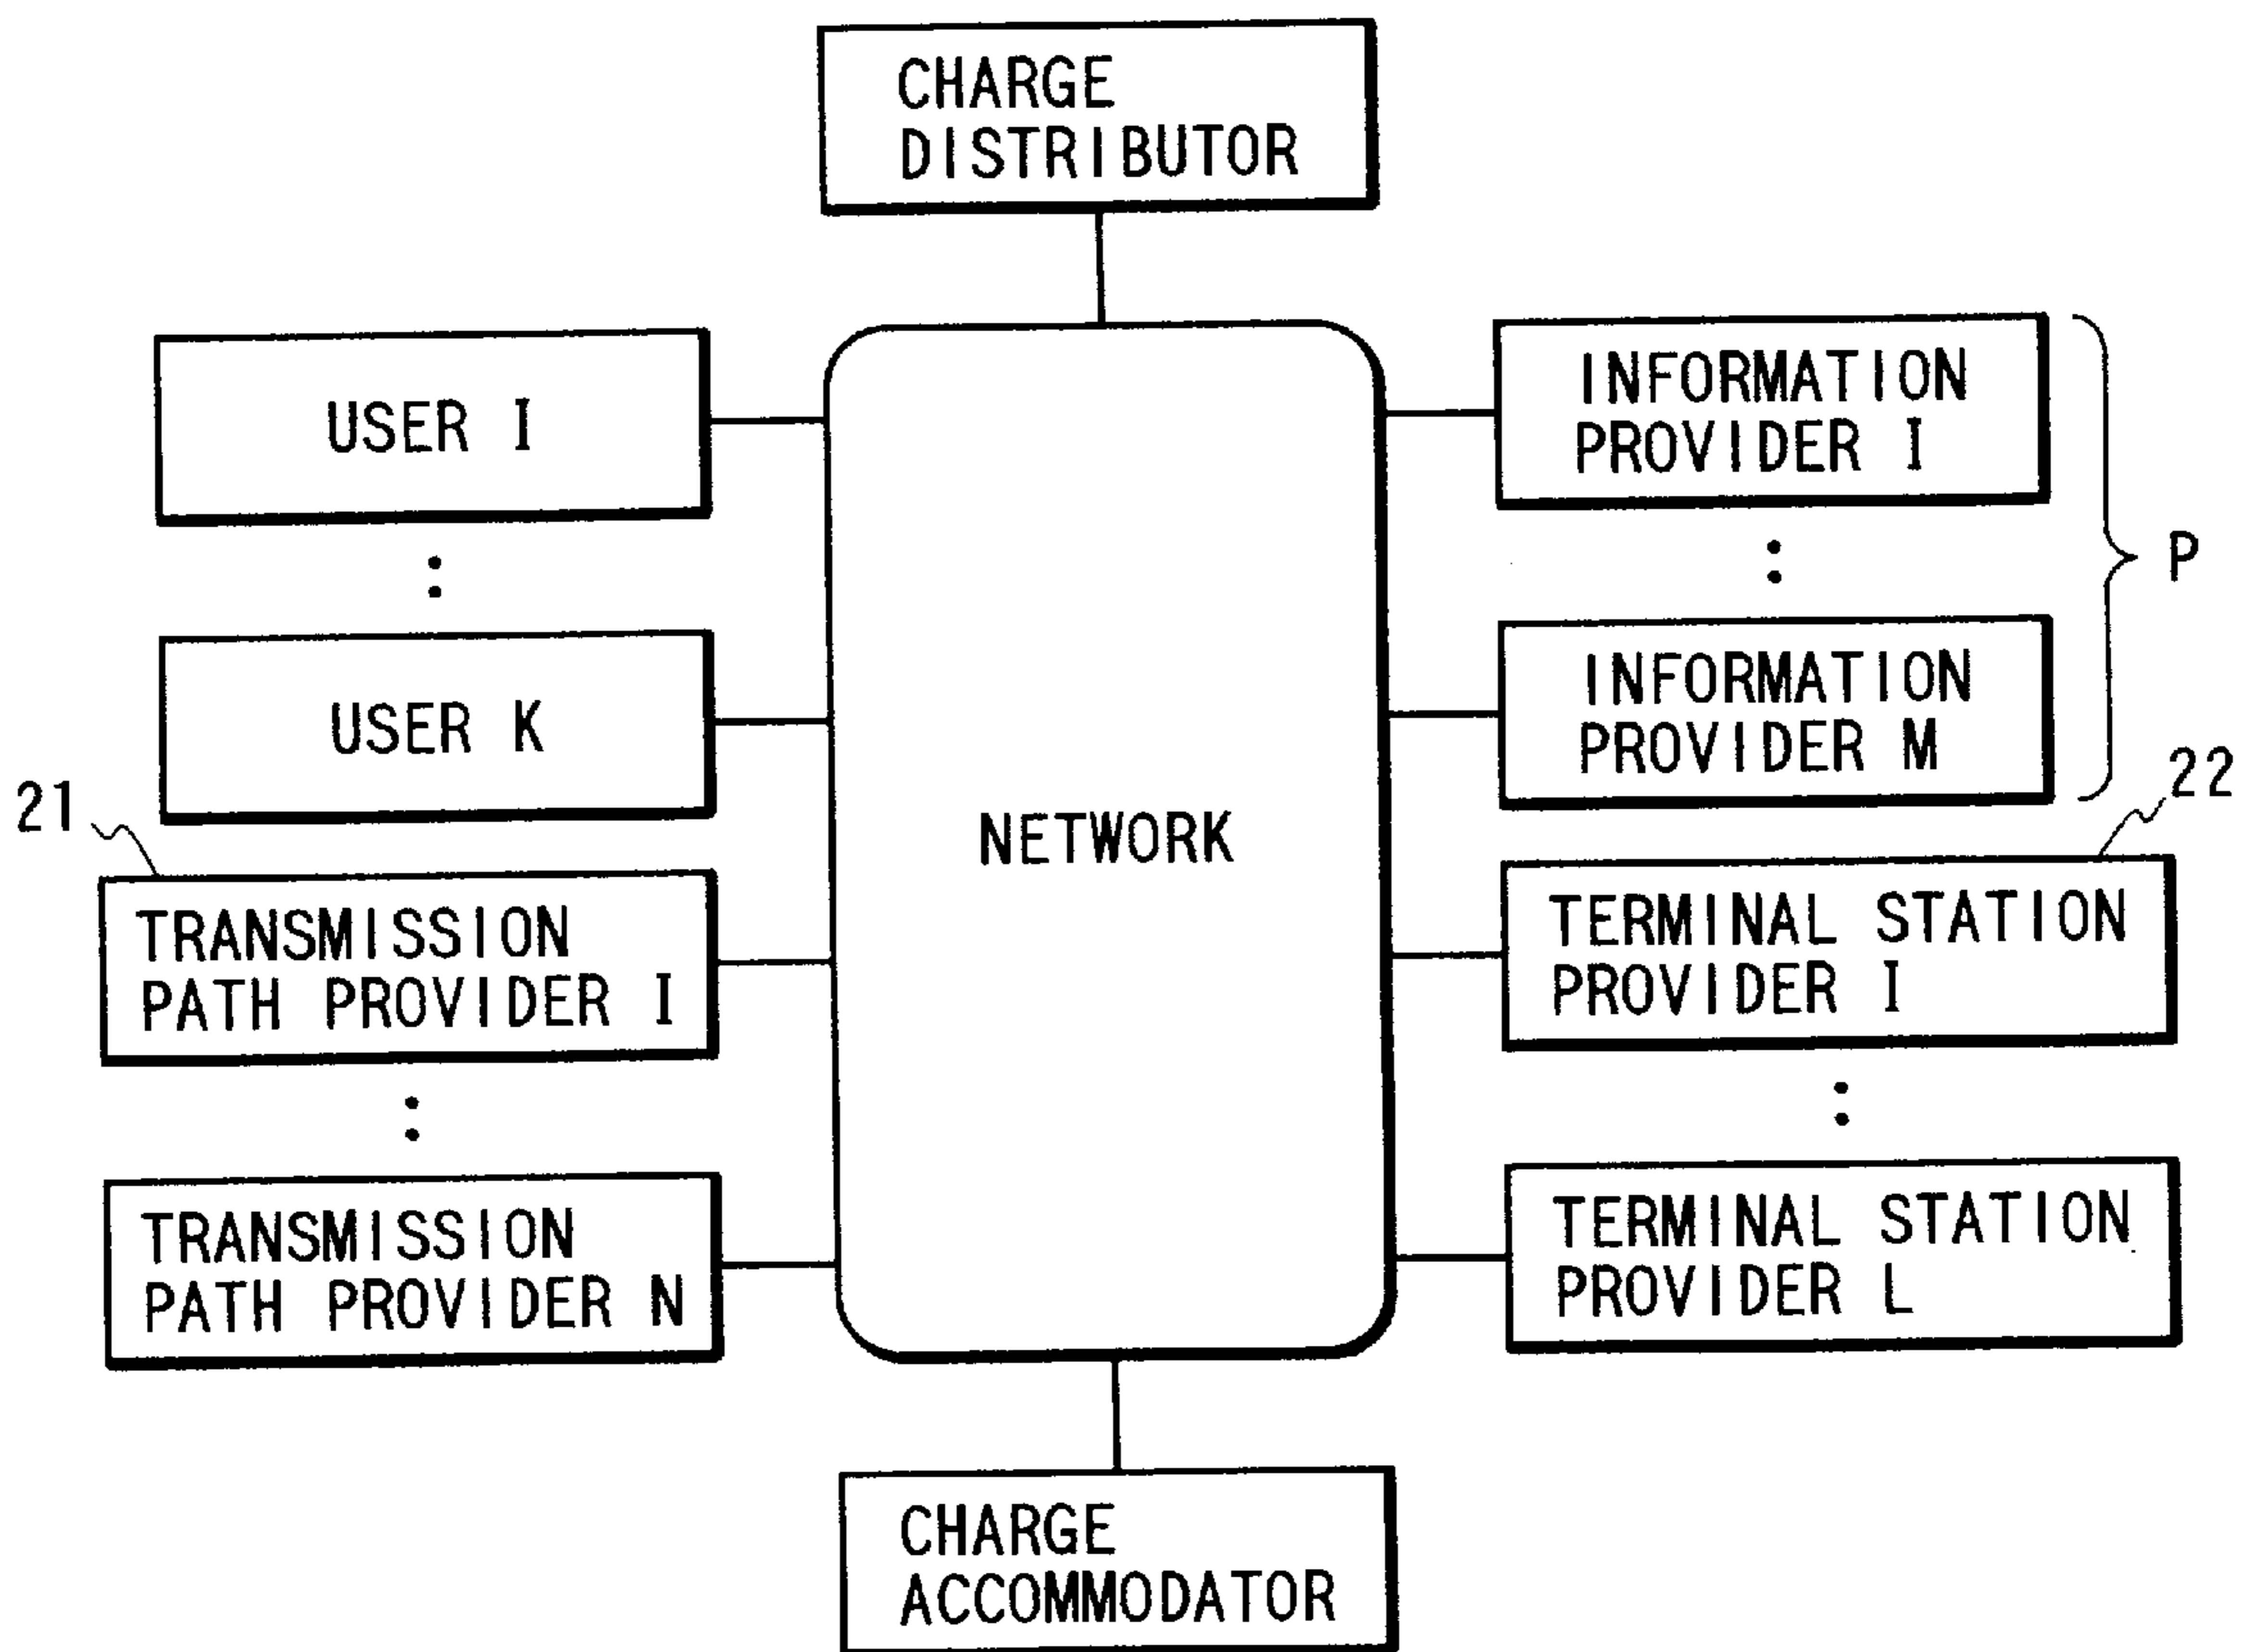 CHARGE
DISTRIBUTOR
USER I
USER K
21
TRANSMISSION
PATH PROVIDER I
TRANSMISSION
PATH PROVIDER N
NETWORK
INFORMATION
PROVIDER I
INFORMATION
PROVIDER M
P
22
TERMINAL STATION
PROVIDER I
TERMINAL STATION
PROVIDER L
CHARGE
ACCOMMODATOR